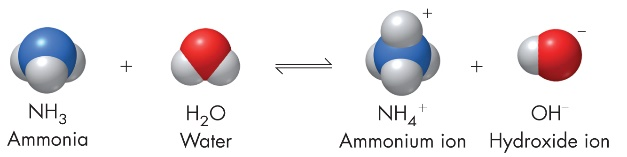 + + ⇌ + + −
NH₃ H₂O NH₄⁺ OH⁻
Ammonia Water Ammonium ion Hydroxide ion